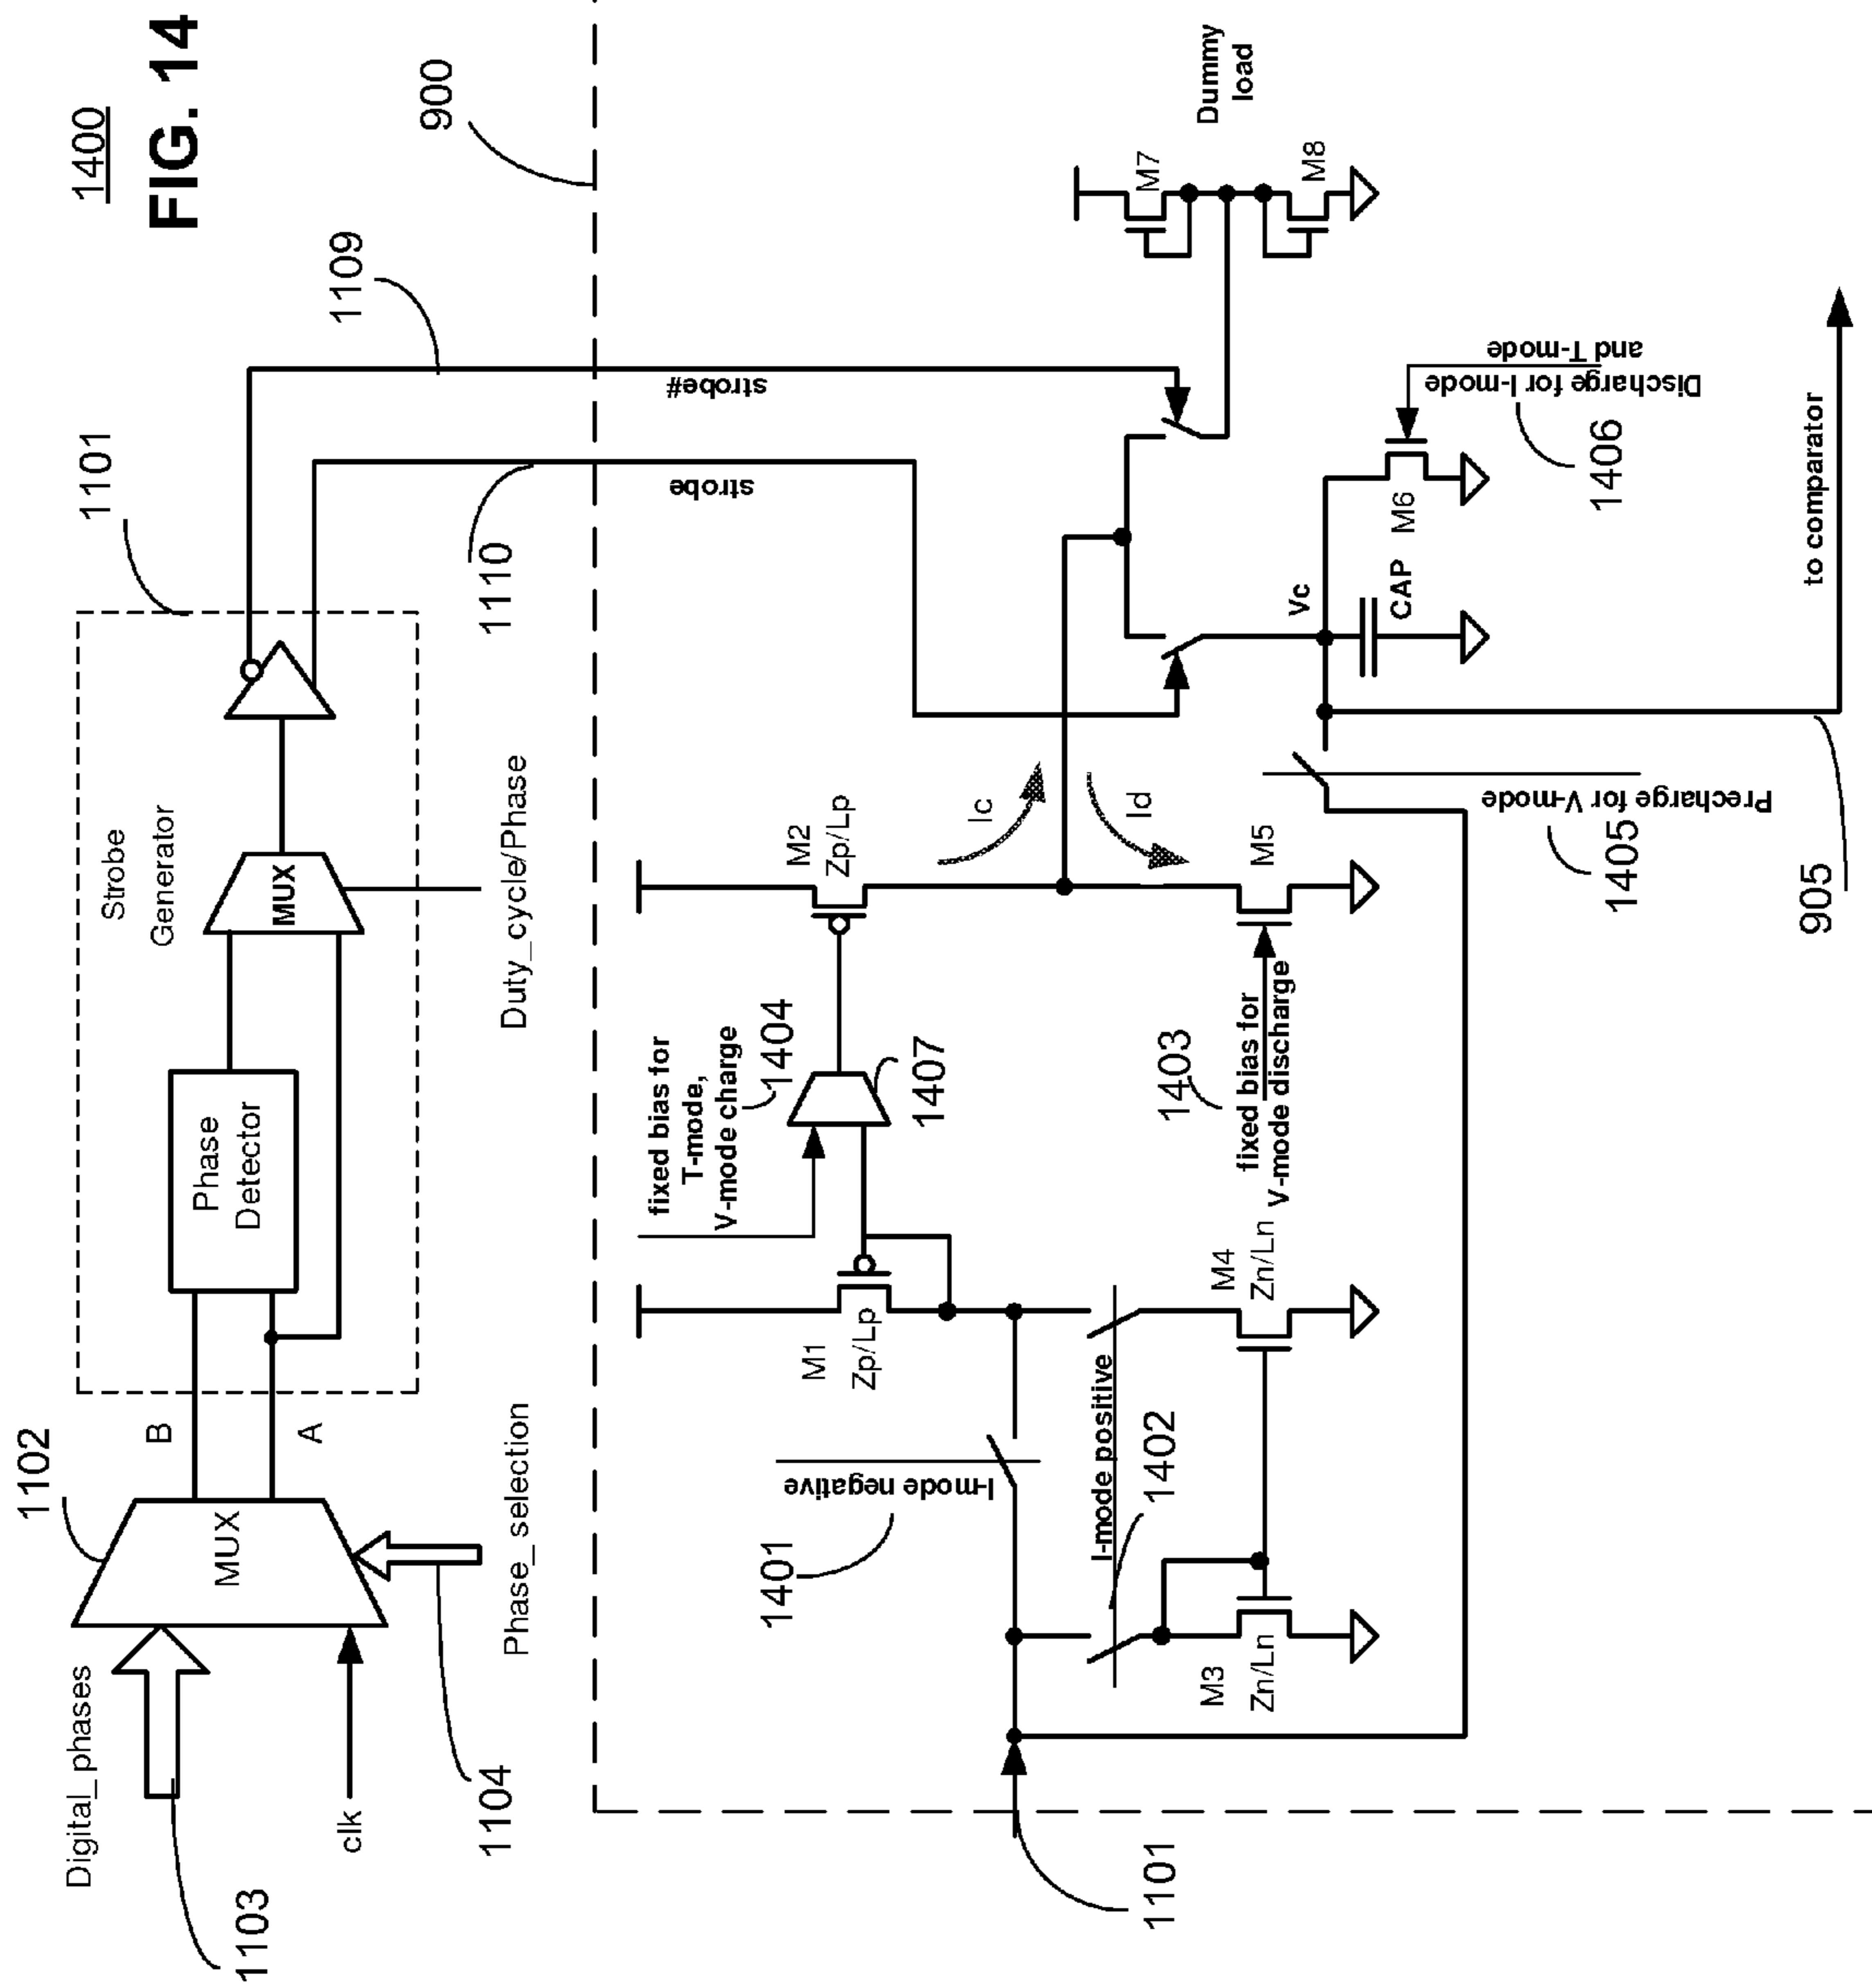 1400
FIG. 14
1102
1101
1109
900
1110
1103
1104
Digital_phases
clk
MUX
Phase_selection
B
A
Phase
Detector
Strobe
Generator
MUX
Duty_cycle/Phase
strobe#
strobe
1101
1401
I-mode negative
I-mode positive
1402
M1
Zp/Lp
M3
Zn/Ln
M4
Zn/Ln
fixed bias for
T-mode,
V-mode charge
1404
1407
M2
Zp/Lp
Ic
Id
1403
fixed bias for
V-mode discharge
M5
Precharge for V-mode
1405
905
Vc
CAP
M6
Discharge for I-mode
and T-mode
1406
M7
M8
Dummy
load
to comparator